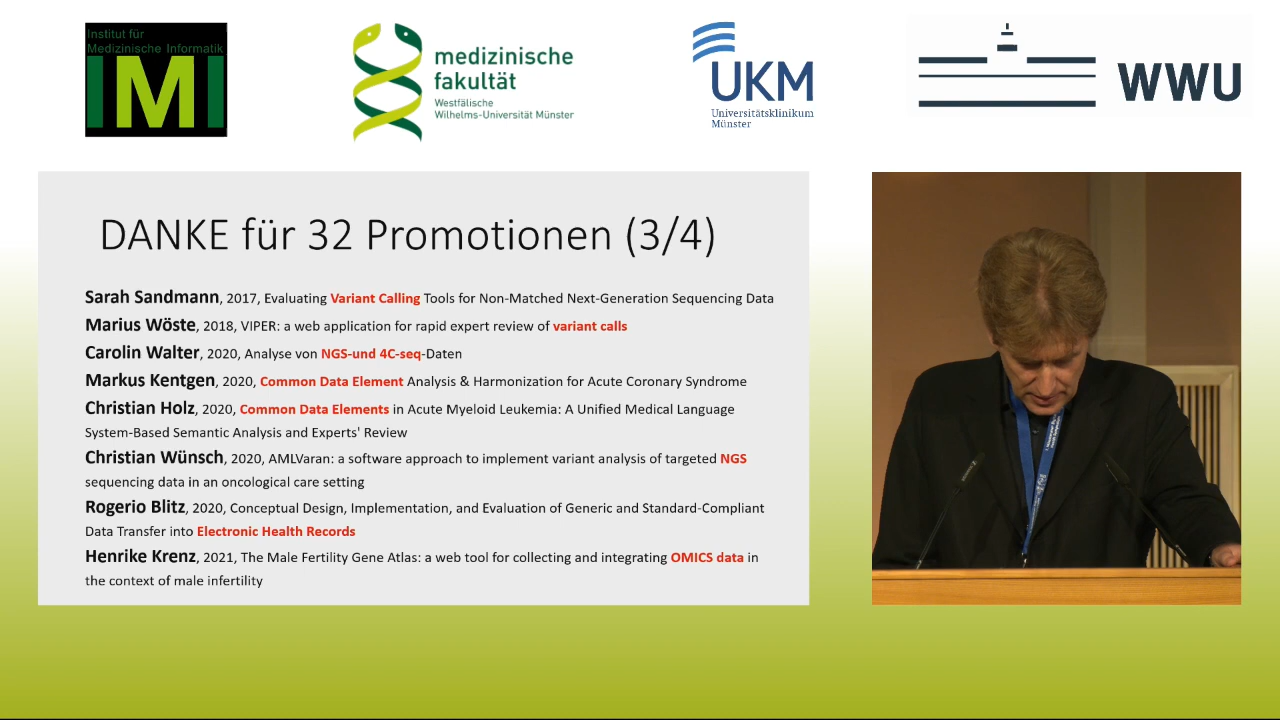 Institut für
Medizinische Informatik
IMI
medizinische
fakultät
Westfälische
Wilhelms-Universität Münster
UKM
Universitätsklinikum
Münster
WWU
DANKE für 32 Promotionen (3/4)
Sarah Sandmann, 2017, Evaluating Variant Calling Tools for Non-Matched Next-Generation Sequencing Data
Marius Wöste, 2018, VIPER: a web application for rapid expert review of variant calls
Carolin Walter, 2020, Analyse von NGS-und 4C-seq-Daten
Markus Kentgen, 2020, Common Data Element Analysis & Harmonization for Acute Coronary Syndrome
Christian Holz, 2020, Common Data Elements in Acute Myeloid Leukemia: A Unified Medical Language
System-Based Semantic Analysis and Experts' Review
Christian Wünsch, 2020, AMLVaran: a software approach to implement variant analysis of targeted NGS
sequencing data in an oncological care setting
Rogerio Blitz, 2020, Conceptual Design, Implementation, and Evaluation of Generic and Standard-Compliant
Data Transfer into Electronic Health Records
Henrike Krenz, 2021, The Male Fertility Gene Atlas: a web tool for collecting and integrating OMICS data in
the context of male infertility